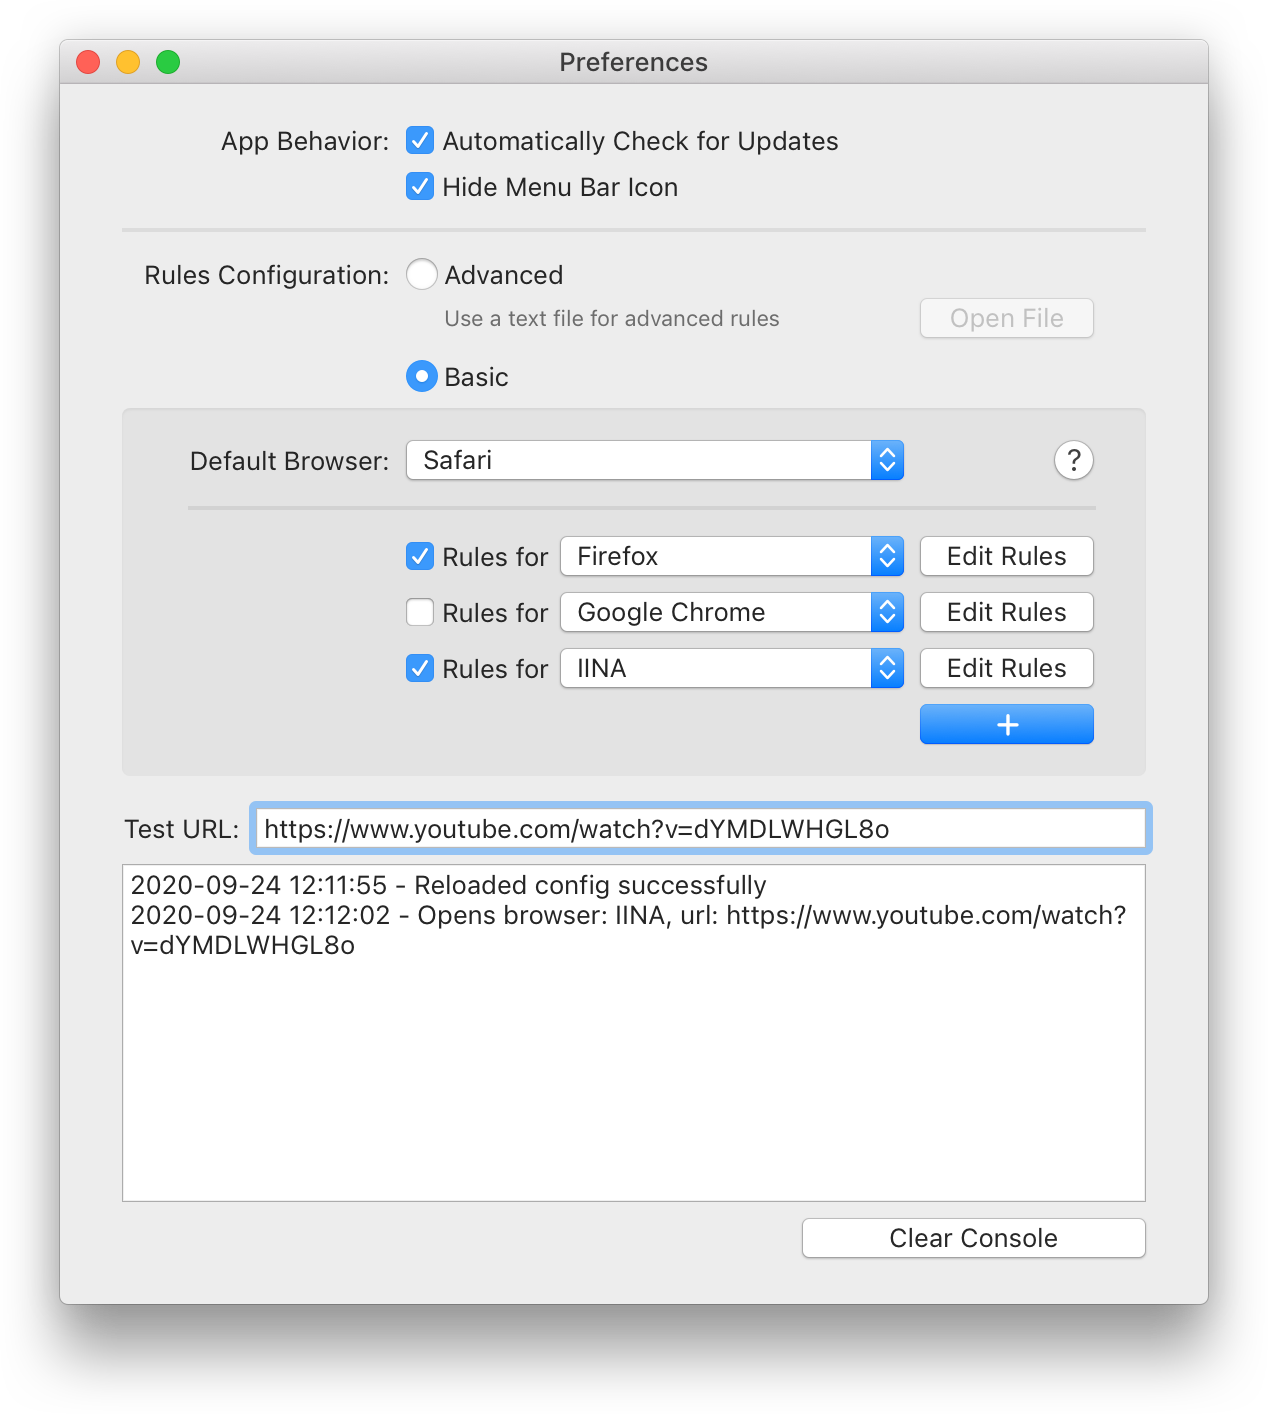 Preferences
App Behavior: Automatically Check for Updates
Hide Menu Bar Icon
Rules Configuration: Advanced
Use a text file for advanced rules Open File
Basic
Default Browser: Safari ?
Rules for Firefox Edit Rules
Rules for Google Chrome Edit Rules
Rules for IINA Edit Rules
+
Test URL: https://www.youtube.com/watch?v=dYMDLWHGL8o
2020-09-24 12:11:55 - Reloaded config successfully
2020-09-24 12:12:02 - Opens browser: IINA, url: https://www.youtube.com/watch?
v=dYMDLWHGL8o
Clear Console